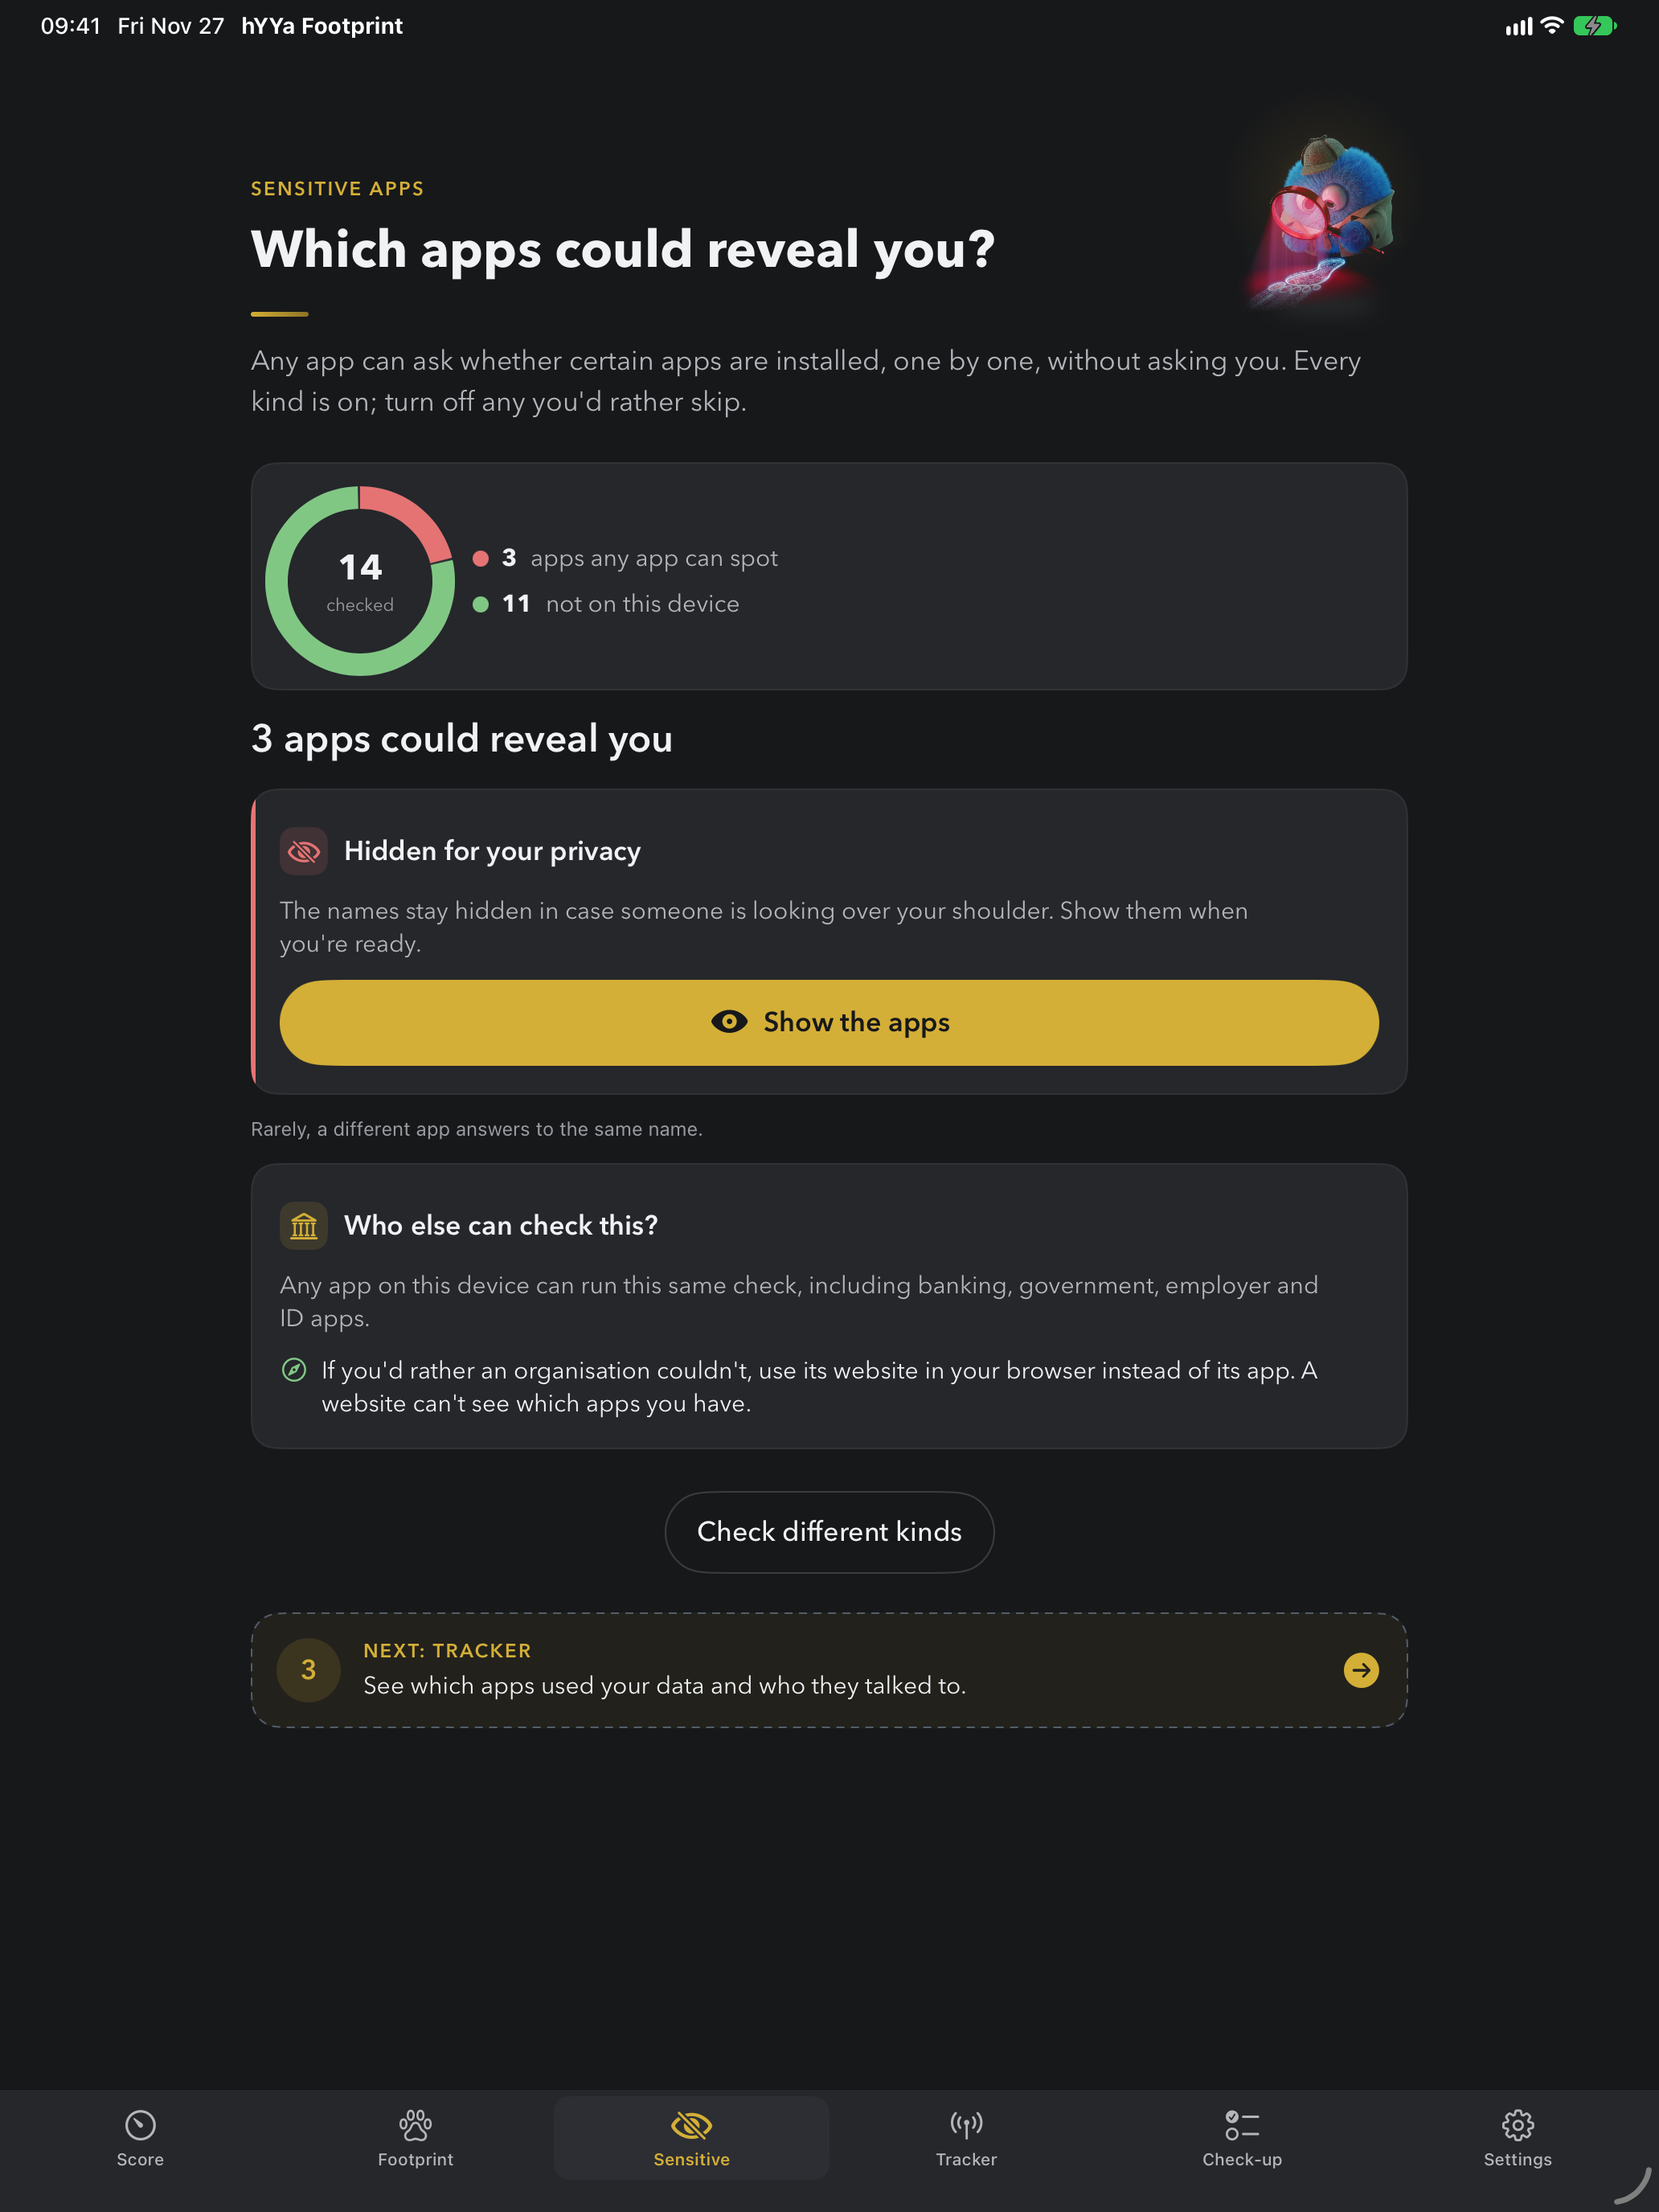 09:41 Fri Nov 27 hYYa Footprint
SENSITIVE APPS
Which apps could reveal you?
Any app can ask whether certain apps are installed, one by one, without asking you. Every
kind is on; turn off any you'd rather skip.
14
checked
3 apps any app can spot
11 not on this device
3 apps could reveal you
Hidden for your privacy
The names stay hidden in case someone is looking over your shoulder. Show them when
you're ready.
Show the apps
Rarely, a different app answers to the same name.
Who else can check this?
Any app on this device can run this same check, including banking, government, employer and
ID apps.
If you'd rather an organisation couldn't, use its website in your browser instead of its app. A
website can't see which apps you have.
Check different kinds
3
NEXT: TRACKER
See which apps used your data and who they talked to.
Score
Footprint
Sensitive
Tracker
Check-up
Settings